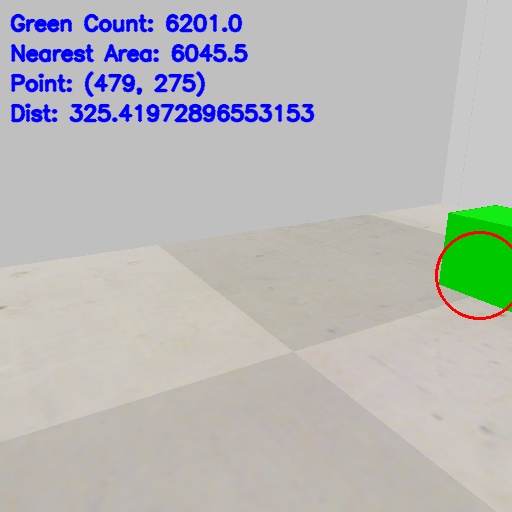 Green Count: 6201.0
Nearest Area: 6045.5
Point: (479, 275)
Dist: 325.41972896553153